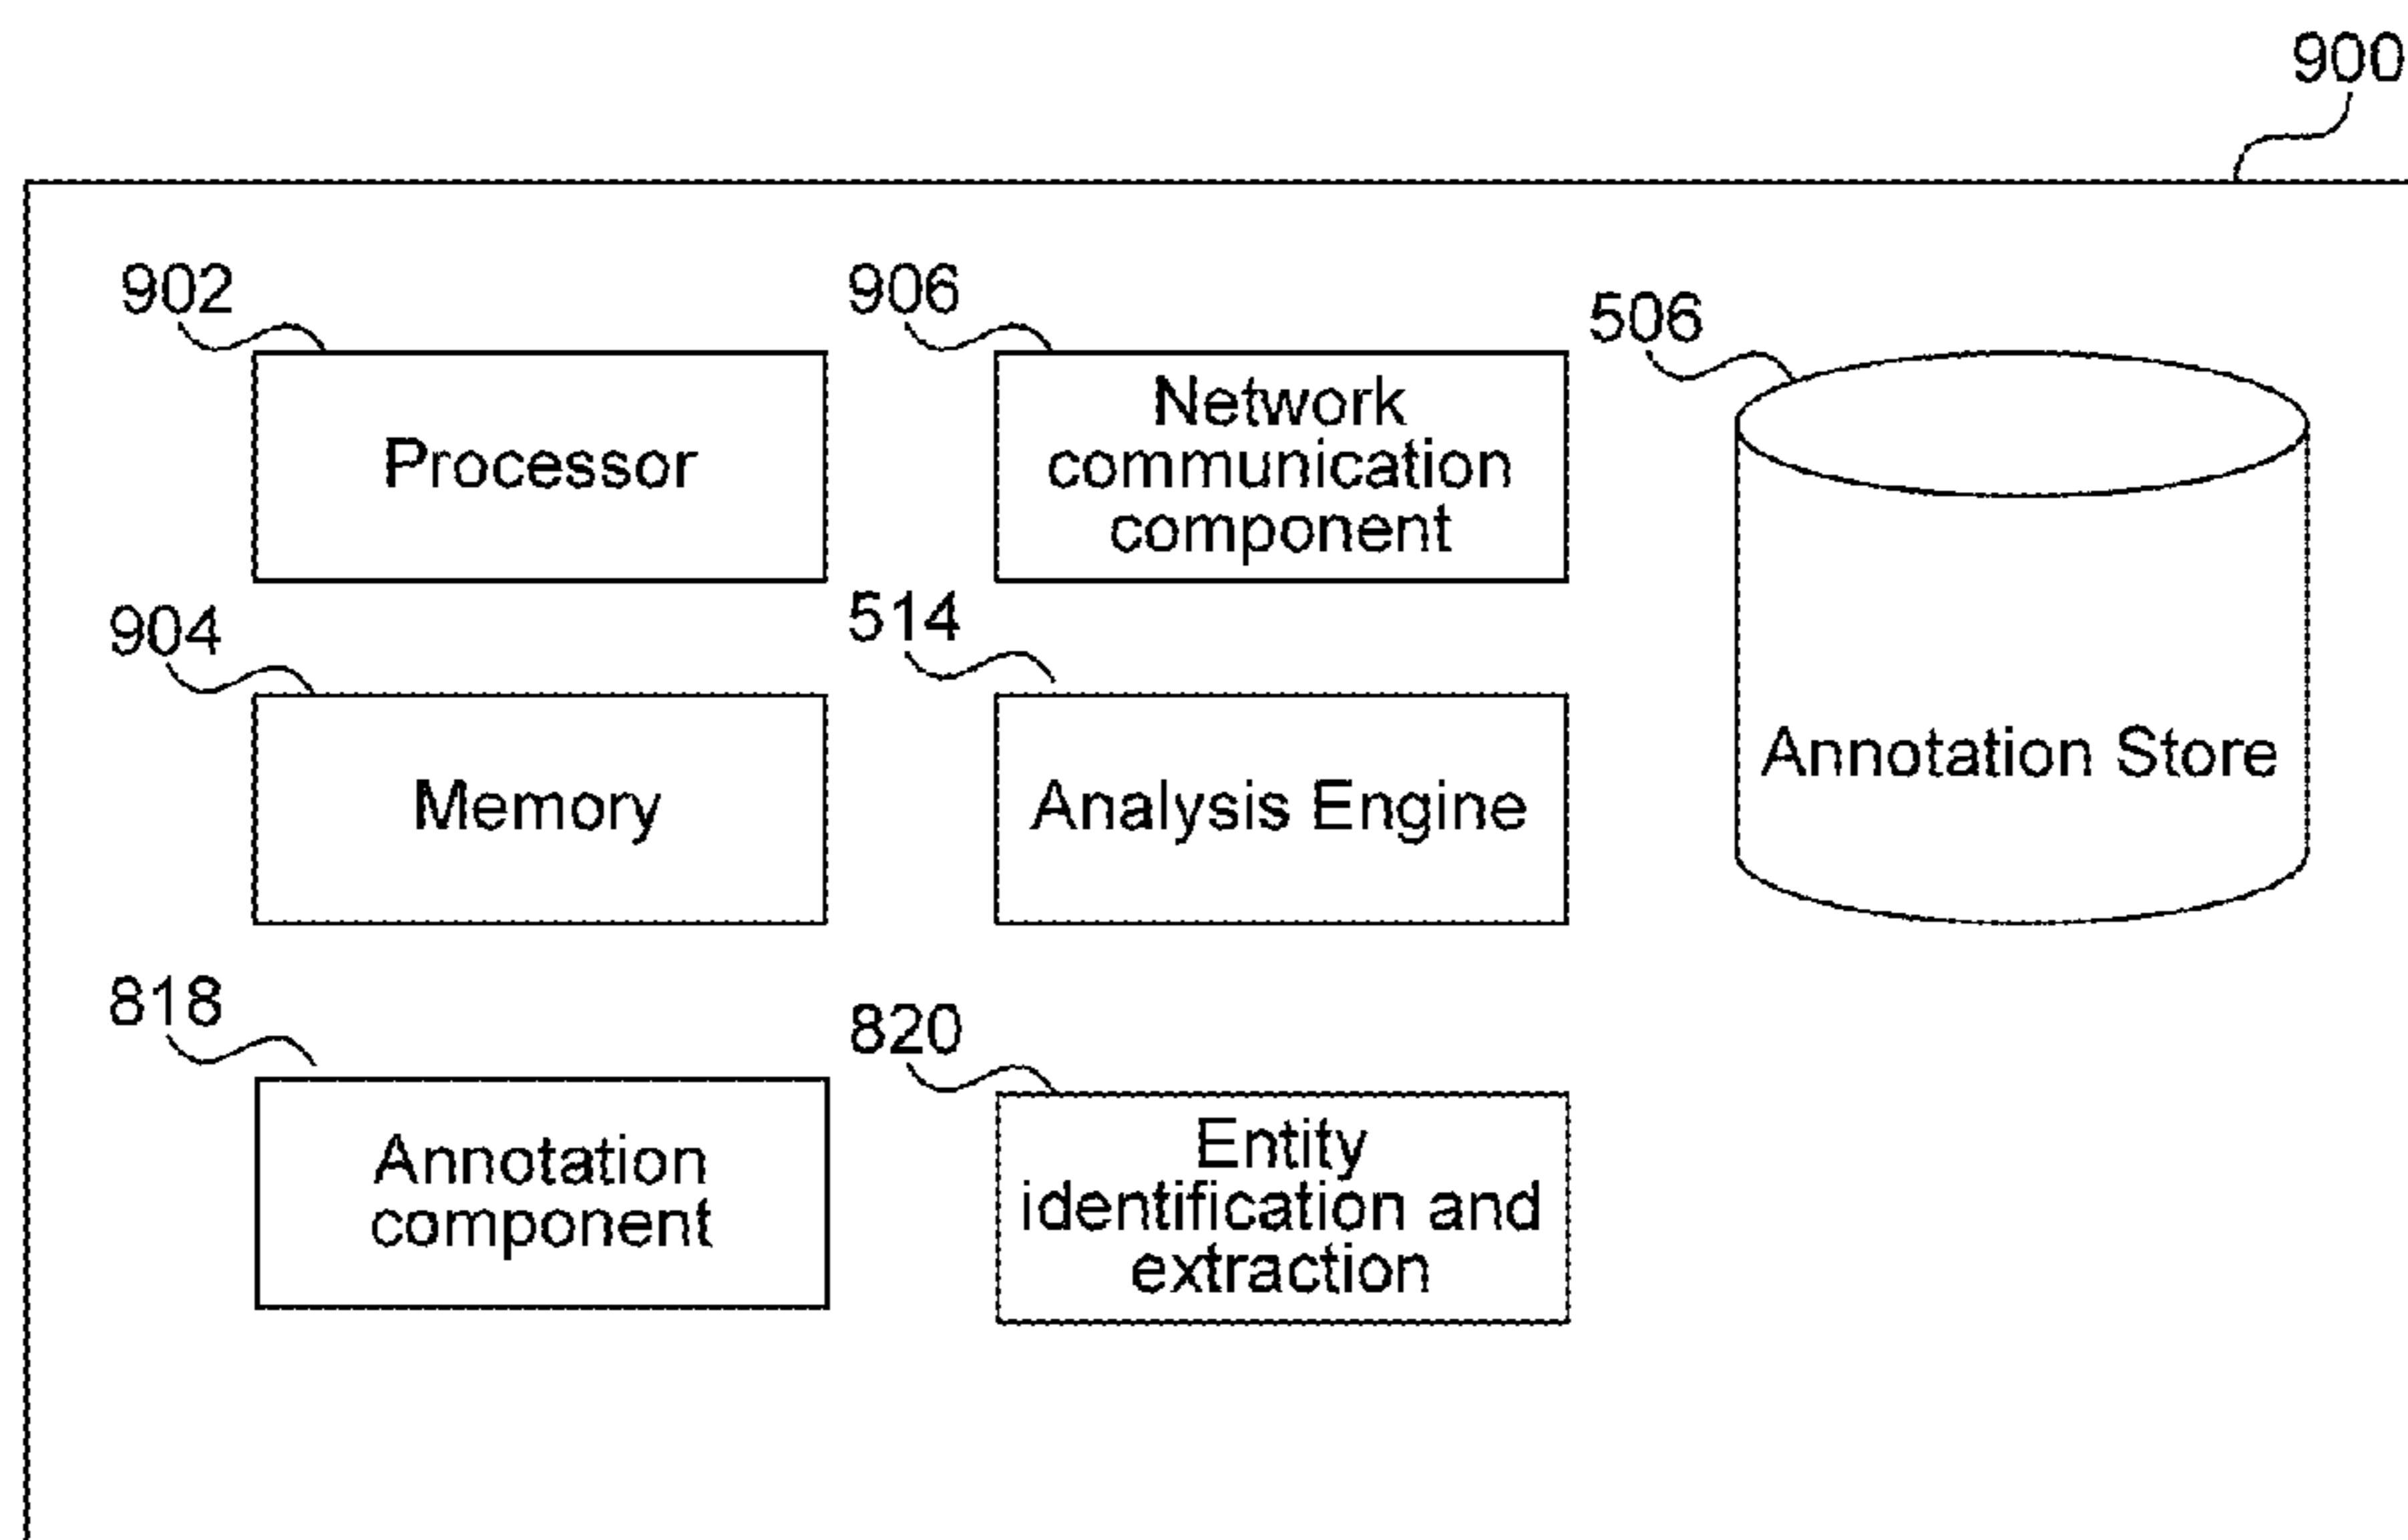 900
902
Processor
906
Network
communication
component
506
Annotation Store
904
Memory
514
Analysis Engine
818
Annotation
component
820
Entity
identification and
extraction